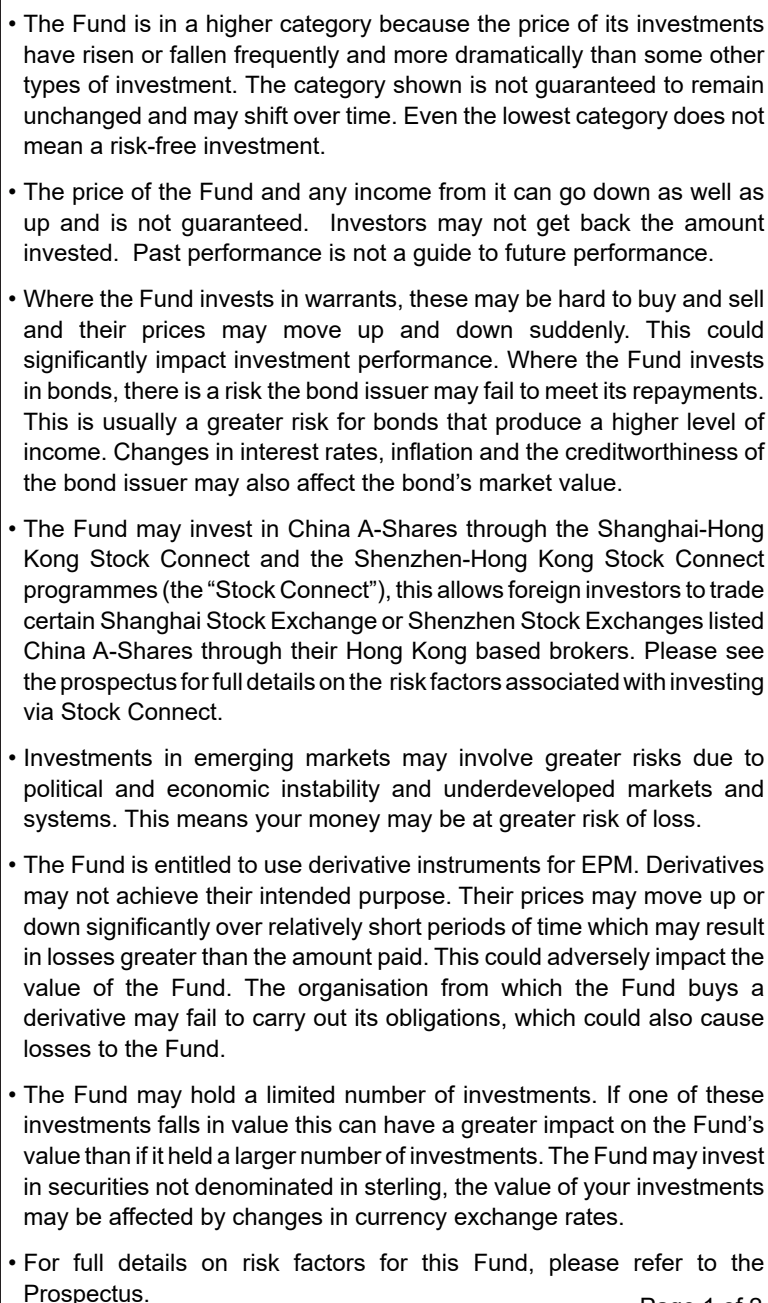 • The Fund is in a higher category because the price of its investments
have risen or fallen frequently and more dramatically than some other
types of investment. The category shown is not guaranteed to remain
unchanged and may shift over time. Even the lowest category does not
mean a risk-free investment.
• The price of the Fund and any income from it can go down as well as
up and is not guaranteed. Investors may not get back the amount
invested. Past performance is not a guide to future performance.
• Where the Fund invests in warrants, these may be hard to buy and sell
and their prices may move up and down suddenly. This could
significantly impact investment performance. Where the Fund invests
in bonds, there is a risk the bond issuer may fail to meet its repayments.
This is usually a greater risk for bonds that produce a higher level of
income. Changes in interest rates, inflation and the creditworthiness of
the bond issuer may also affect the bond’s market value.
• The Fund may invest in China A-Shares through the Shanghai-Hong
Kong Stock Connect and the Shenzhen-Hong Kong Stock Connect
programmes (the “Stock Connect”), this allows foreign investors to trade
certain Shanghai Stock Exchange or Shenzhen Stock Exchanges listed
China A-Shares through their Hong Kong based brokers. Please see
the prospectus for full details on the risk factors associated with investing
via Stock Connect.
• Investments in emerging markets may involve greater risks due to
political and economic instability and underdeveloped markets and
systems. This means your money may be at greater risk of loss.
• The Fund is entitled to use derivative instruments for EPM. Derivatives
may not achieve their intended purpose. Their prices may move up or
down significantly over relatively short periods of time which may result
in losses greater than the amount paid. This could adversely impact the
value of the Fund. The organisation from which the Fund buys a
derivative may fail to carry out its obligations, which could also cause
losses to the Fund.
• The Fund may hold a limited number of investments. If one of these
investments falls in value this can have a greater impact on the Fund’s
value than if it held a larger number of investments. The Fund may invest
in securities not denominated in sterling, the value of your investments
may be affected by changes in currency exchange rates.
• For full details on risk factors for this Fund, please refer to the
Prospectus.